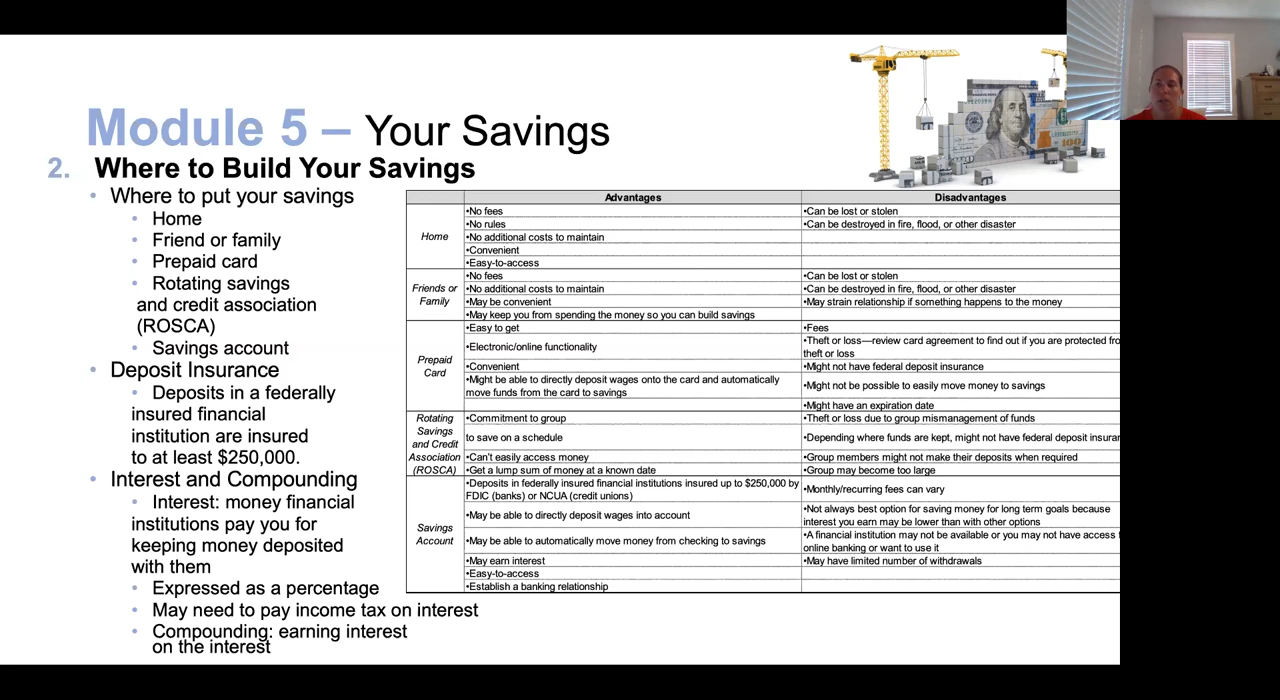 Module 5 – Your Savings
2. Where to Build Your Savings
• Where to put your savings
• Home
• Friend or family
• Prepaid card
• Rotating savings
and credit association
(ROSCA)
• Savings account
• Deposit Insurance
• Deposits in a federally
insured financial
institution are insured
to at least $250,000.
• Interest and Compounding
• Interest: money financial
institutions pay you for
keeping money deposited
with them
• Expressed as a percentage
• May need to pay income tax on interest
• Compounding: earning interest
on the interest
Advantages Disadvantages
Home
•No fees •Can be lost or stolen
•No rules •Can be destroyed in fire, flood, or other disaster
•No additional costs to maintain
•Convenient
•Easy-to-access
Friends or
Family
•No fees •Can be lost or stolen
•No additional costs to maintain •Can be destroyed in fire, flood, or other disaster
•May be convenient •May strain relationship if something happens to the money
•May keep you from spending the money so you can build savings
Prepaid
Card
•Easy to get •Fees
•Electronic/online functionality •Theft or loss—review card agreement to find out if you are protected fro
theft or loss
•Convenient •Might not have federal deposit insurance
•Might be able to directly deposit wages onto the card and automatically
move funds from the card to savings •Might not be possible to easily move money to savings
•Might have an expiration date
Rotating
Savings
and Credit
Association
(ROSCA)
•Commitment to group •Theft or loss due to group mismanagement of funds
to save on a schedule •Depending where funds are kept, might not have federal deposit insuran
•Can't easily access money •Group members might not make their deposits when required
•Get a lump sum of money at a known date •Group may become too large
Savings
Account
•Deposits in federally insured financial institutions insured up to $250,000 by
FDIC (banks) or NCUA (credit unions) •Monthly/recurring fees can vary
•May be able to directly deposit wages into account •Not always best option for saving money for long term goals because
interest you earn may be lower than with other options
•May be able to automatically move money from checking to savings •A financial institution may not be available or you may not have access
online banking or want to use it
•May earn interest •May have limited number of withdrawals
•Easy-to-access
•Establish a banking relationship
100